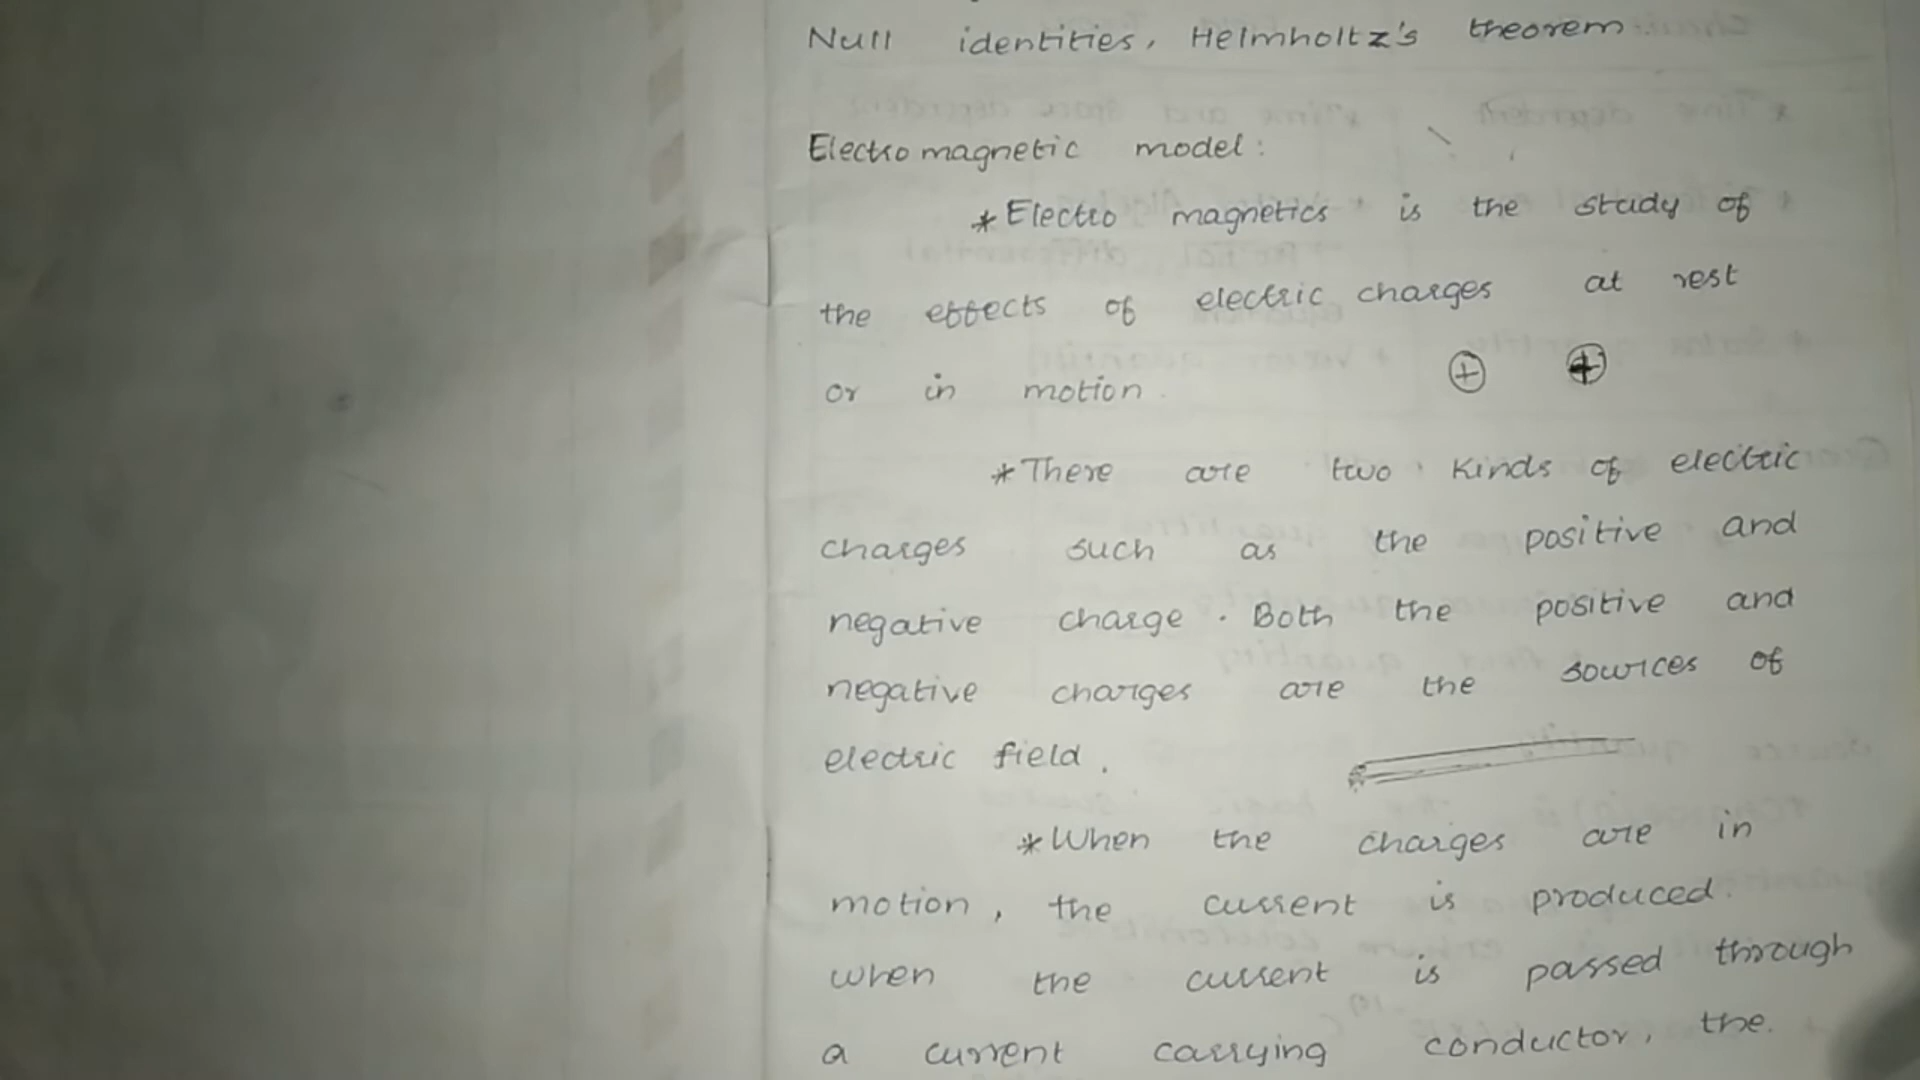 Null identities, Helmholtz's theorem
Electro magnetic model:
* Electro magnetics is the study of
the effects of electric charges at rest
or in motion.
* There are two kinds of electric
charges such as the positive and
negative charge. Both the positive and
negative charges are the sources of
electric field.
* When the charges are in
motion, the current is produced.
when the current is passed through
a current carrying conductor, the.